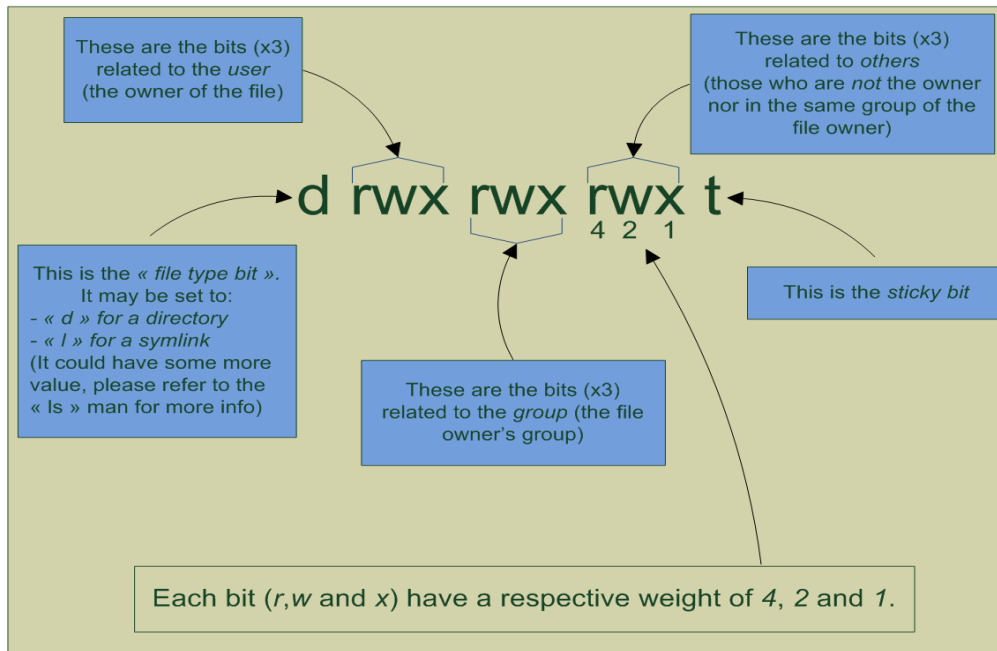 These are the bits (x3)
related to the user
(the owner of the file)
These are the bits (x3)
related to others
(those who are not the owner
nor in the same group of the
file owner)
d rwx rwx rwx t
4 2 1
This is the « file type bit ».
It may be set to:
- « d » for a directory
- « l » for a symlink
(It could have some more
value, please refer to the
« ls » man for more info)
This is the sticky bit
These are the bits (x3)
related to the group (the file
owner's group)
Each bit (r,w and x) have a respective weight of 4, 2 and 1.